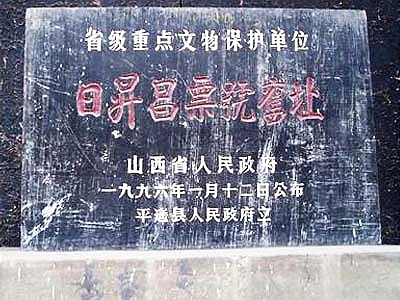 省级重点文物保护单位
日昇昌票號舊址
山西省人民政府
一九九六年一月十二日公布
平遥县人民政府立